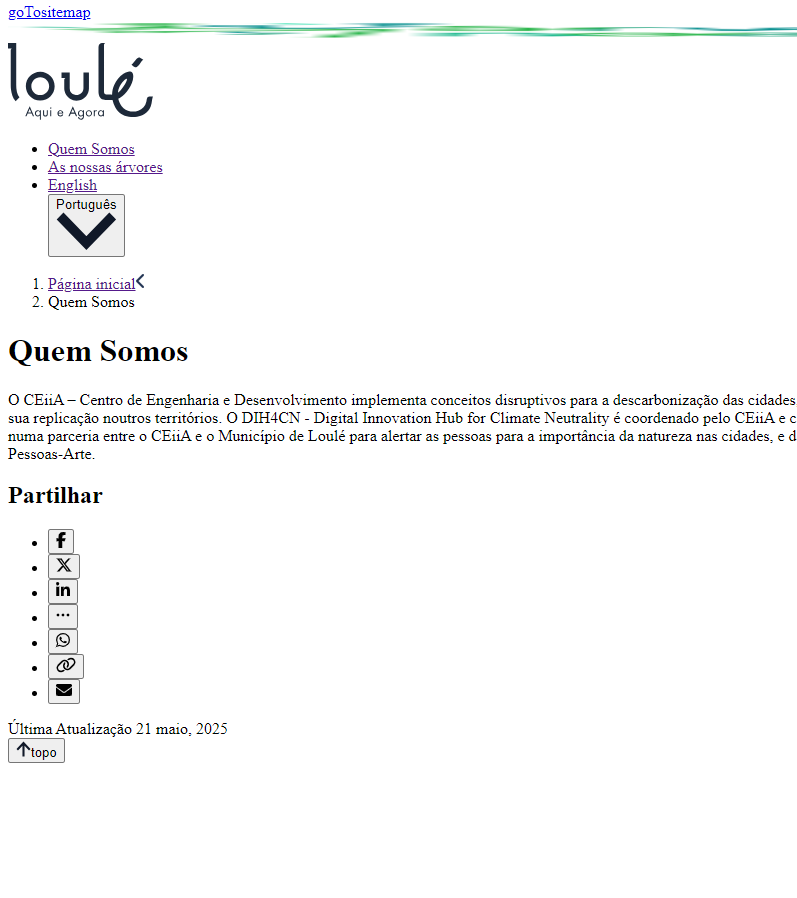 goTositemap
loulé
Aqui e Agora
Quem Somos
As nossas árvores
English
Português
1. Página inicial
2. Quem Somos
Quem Somos
O CEiiA – Centro de Engenharia e Desenvolvimento implementa conceitos disruptivos para a descarbonização das cidades
sua replicação noutros territórios. O DIH4CN - Digital Innovation Hub for Climate Neutrality é coordenado pelo CEiiA e c
numa parceria entre o CEiiA e o Município de Loulé para alertar as pessoas para a importância da natureza nas cidades, e d
Pessoas-Arte.
Partilhar
Última Atualização 21 maio, 2025
topo